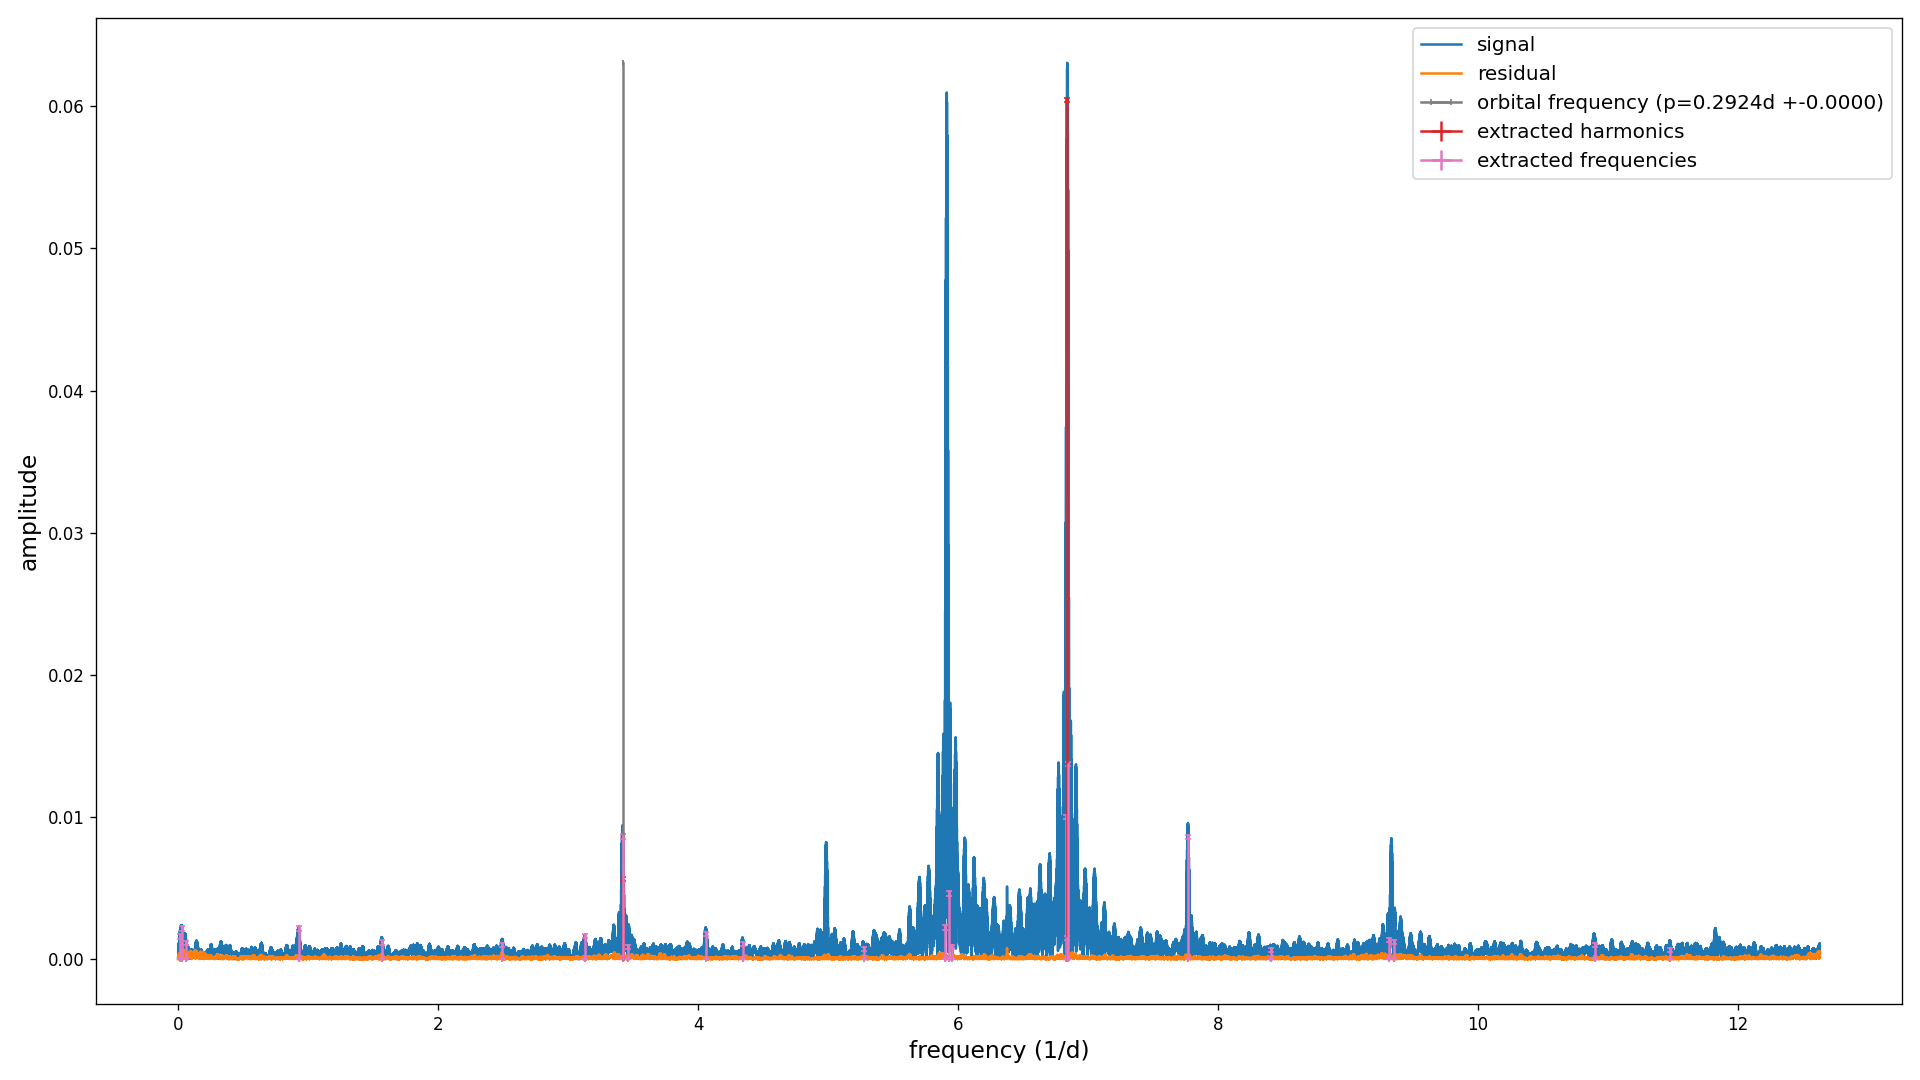 signal
residual
orbital frequency (p=0.2924d +-0.0000)
extracted harmonics
extracted frequencies
0.06
0.05
0.04
0.03
0.02
0.01
0.00
amplitude
0 2 4 6 8 10 12
frequency (1/d)